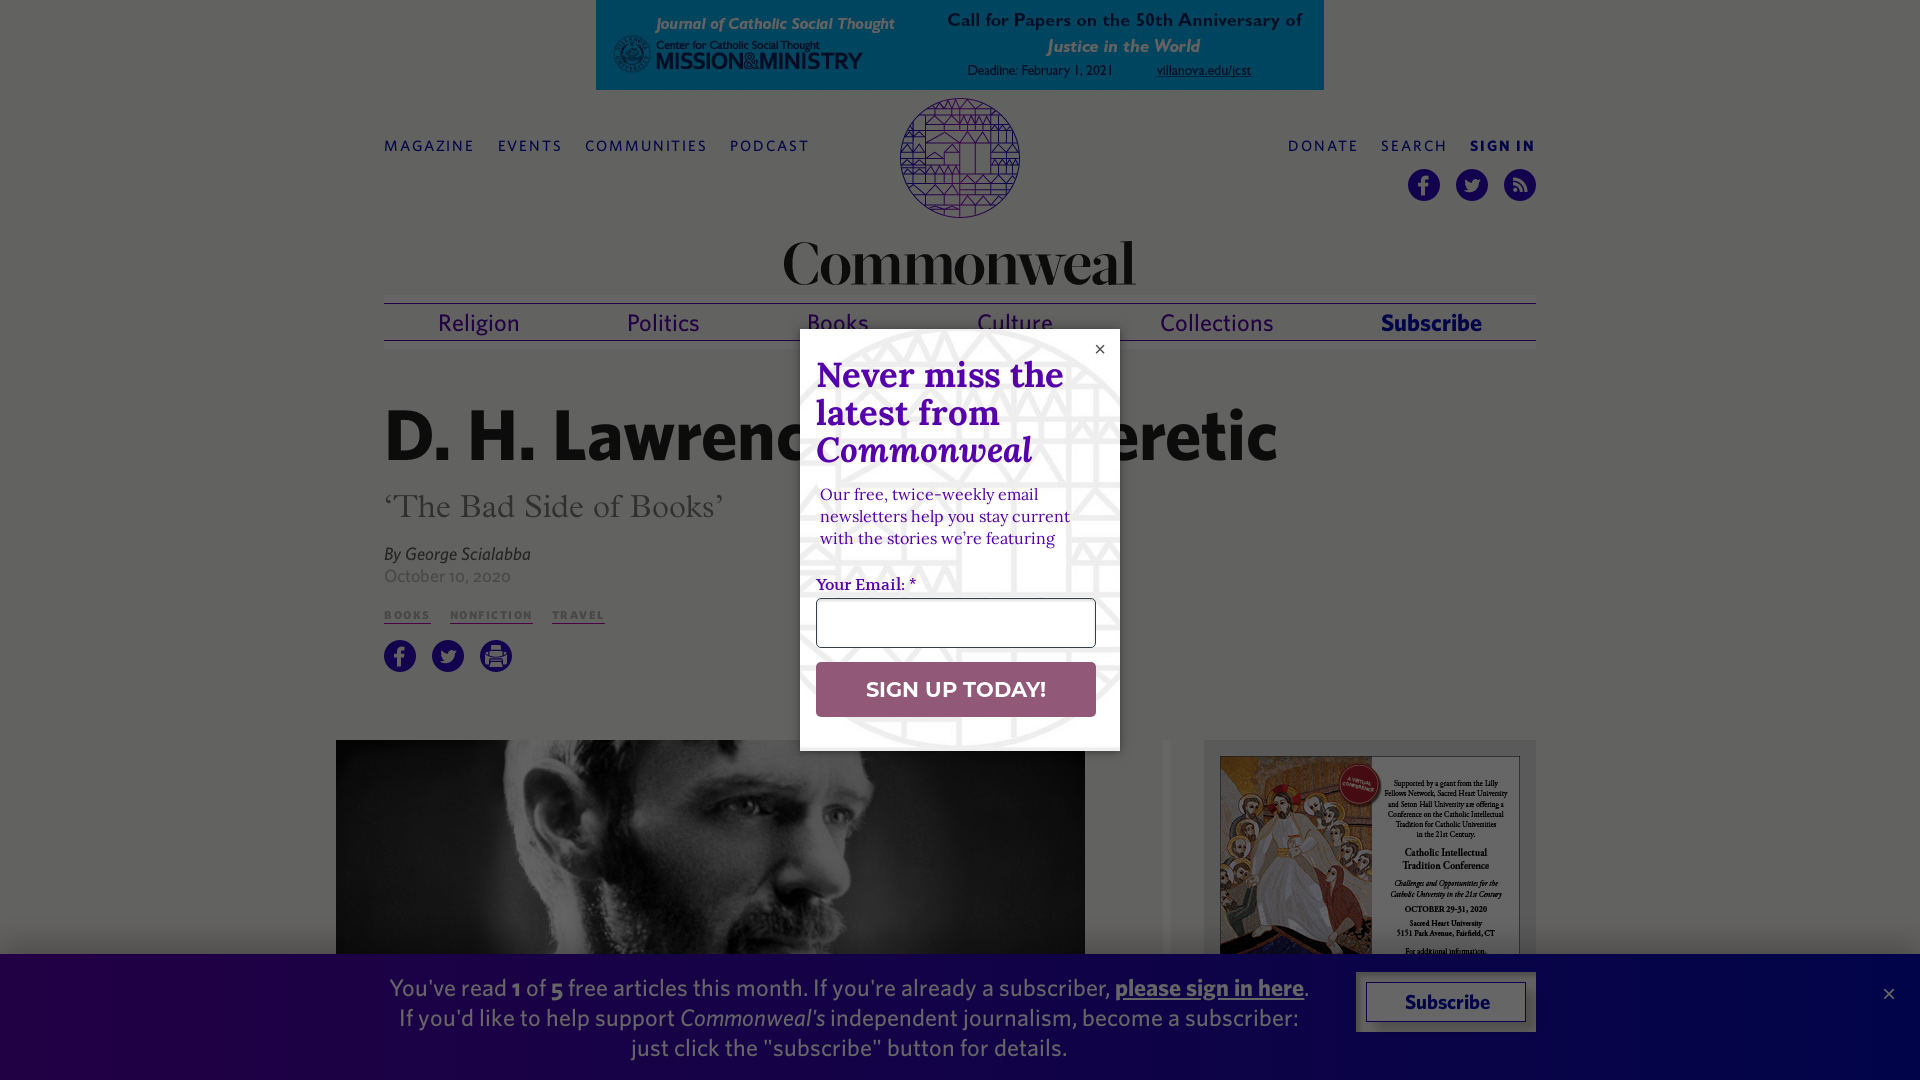 Journal of Catholic Social Thought
Center for Catholic Social Thought
MISSION&MINISTRY
Call for Papers on the 50th Anniversary of
Justice in the World
Deadline: February 1, 2021 villanova.edu/jcst
MAGAZINE EVENTS COMMUNITIES PODCAST
DONATE SEARCH SIGN IN
Commonweal
Religion Politics Books Culture Collections Subscribe
D. H. Lawrenc eretic
‘The Bad Side of Books’
By George Scialabba
October 10, 2020
BOOKS NONFICTION TRAVEL
×
Never miss the
latest from
Commonweal
Our free, twice-weekly email
newsletters help you stay current
with the stories we’re featuring
Your Email: *
SIGN UP TODAY!
A VIRTUAL
CONFERENCE
Supported by a grant from the Lilly
Fellows Network, Sacred Heart University
and Seton Hall University are offering a
Conference on the Catholic Intellectual
Tradition for Catholic Universities
in the 21st Century.
Catholic Intellectual
Tradition Conference
Challenges and Opportunities for the
Catholic University in the 21st Century
OCTOBER 29-31, 2020
Sacred Heart University
5151 Park Avenue, Fairfield, CT
For additional information,
You've read 1 of 5 free articles this month. If you're already a subscriber, please sign in here.
If you'd like to help support Commonweal's independent journalism, become a subscriber:
just click the "subscribe" button for details.
Subscribe
×